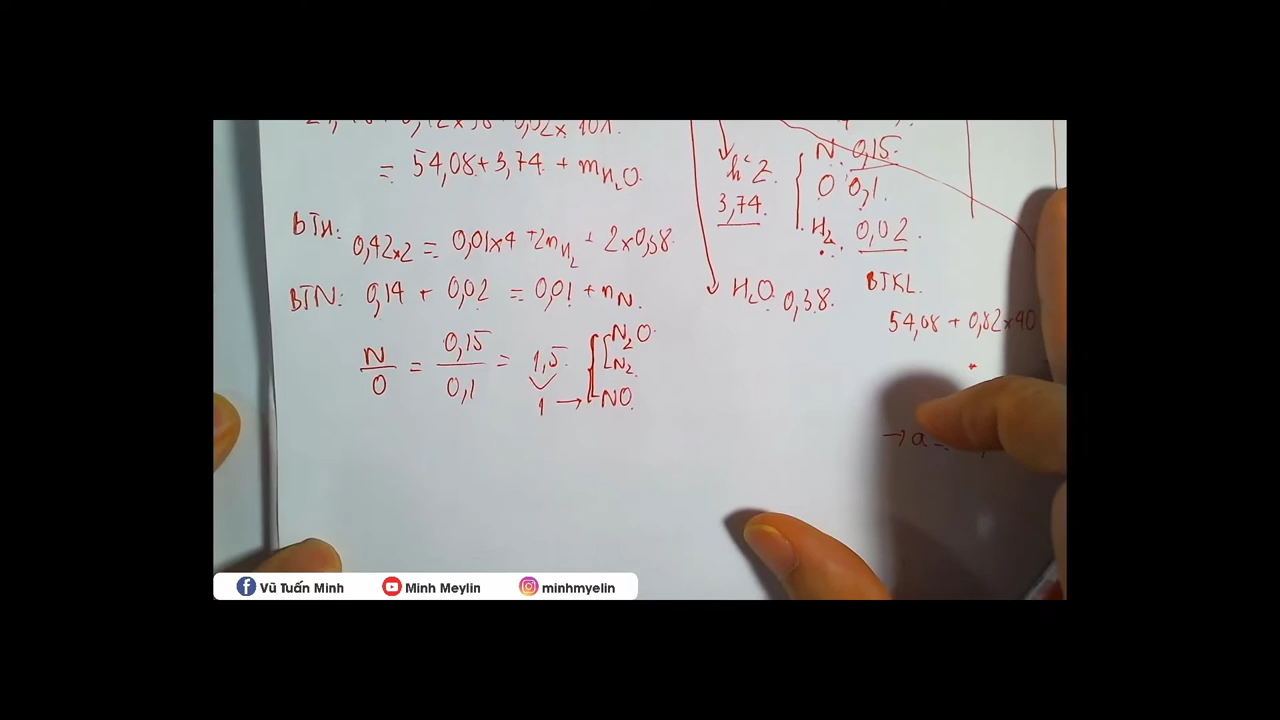 = 54,08 + 3,74 + mH₂O.
BTH: 0,42x2 = 0,01x4 + 2nH₂ + 2x0,38.
BTN: 0,14 + 0,02 = 0,01 + nN.
N/O = 0,15/0,1 = 1,5.
N₂O.
N₂.
1 → NO.
h² Z.
3,74.
N: 0,15.
O 0,1.
H₂: 0,02.
H₂O: 0,38.
BTKL.
54,08 + 0,82x40
→ a =
Vũ Tuấn Minh
Minh Meylin
minhmyelin